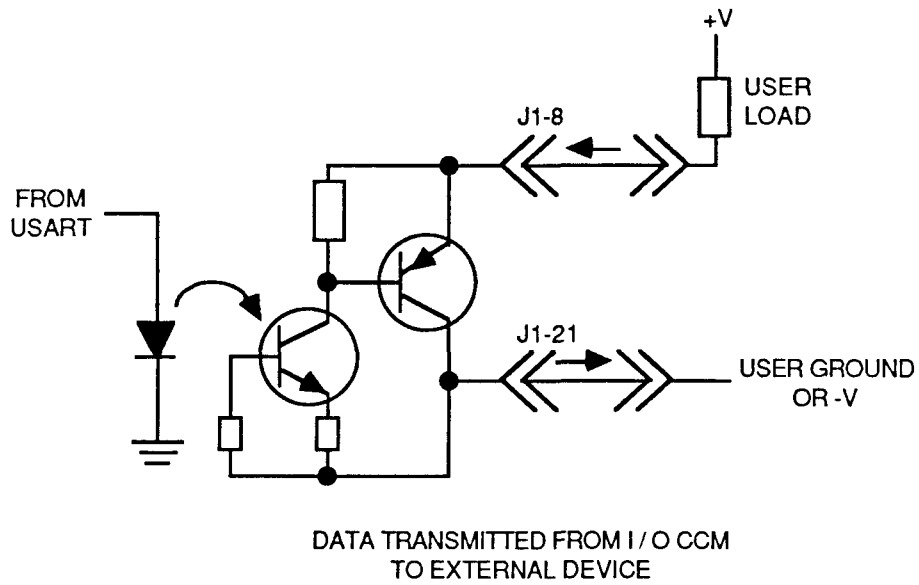 +V
USER
LOAD
J1-8
FROM
USART
J1-21
USER GROUND
OR -V
DATA TRANSMITTED FROM I / O CCM
TO EXTERNAL DEVICE